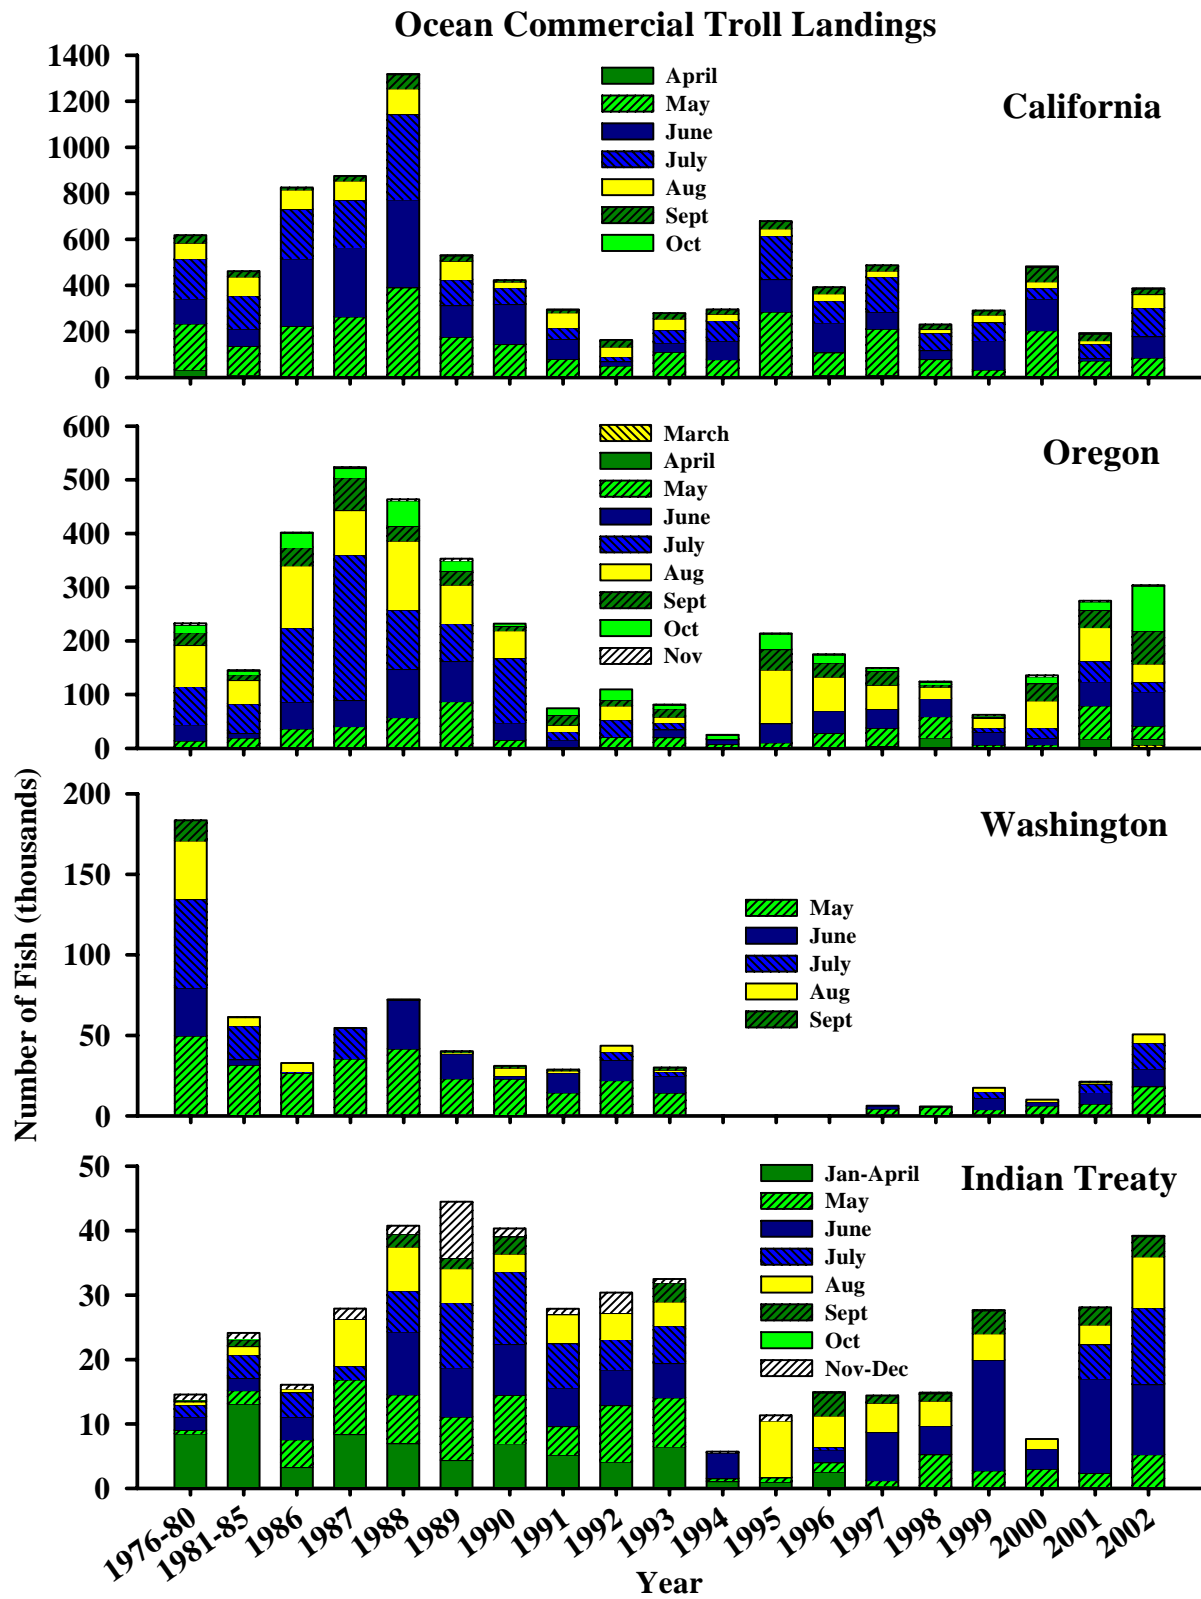 Ocean Commercial Troll Landings
1400
1200
1000
800
600
400
200
0
April
May
June
July
Aug
Sept
Oct
California
600
500
400
300
200
100
0
March
April
May
June
July
Aug
Sept
Oct
Nov
Oregon
Number of Fish (thousands)
200
150
100
50
0
May
June
July
Aug
Sept
Washington
50
40
30
20
10
0
Jan-April
May
June
July
Aug
Sept
Oct
Nov-Dec
Indian Treaty
1976-80
1981-85
1986
1987
1988
1989
1990
1991
1992
1993
1994
1995
1996
1997
1998
1999
2000
2001
2002
Year